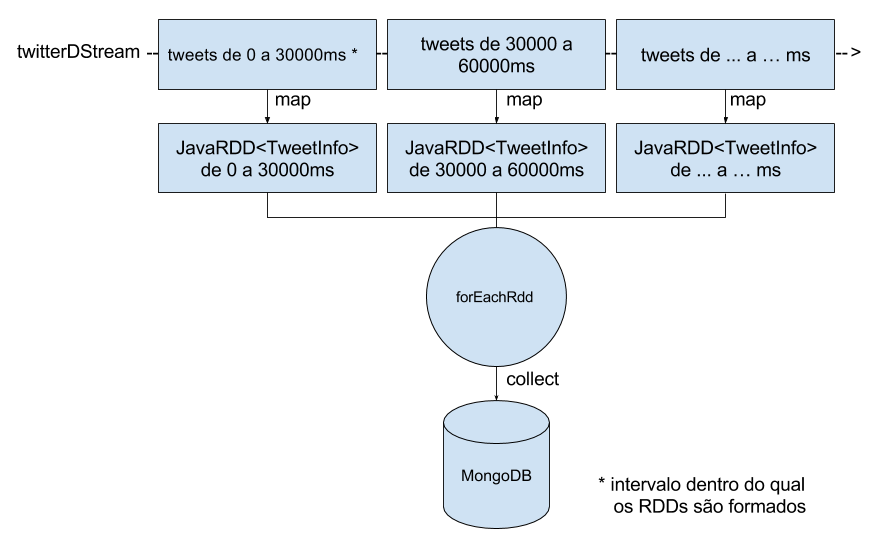 twitterDStream
tweets de 0 a 30000ms *
tweets de 30000 a
60000ms
tweets de ... a … ms
>
map
map
map
JavaRDD<TweetInfo>
de 0 a 30000ms
JavaRDD<TweetInfo>
de 30000 a 60000ms
JavaRDD<TweetInfo>
de ... a … ms
forEachRdd
collect
MongoDB
* intervalo dentro do qual
os RDDs são formados